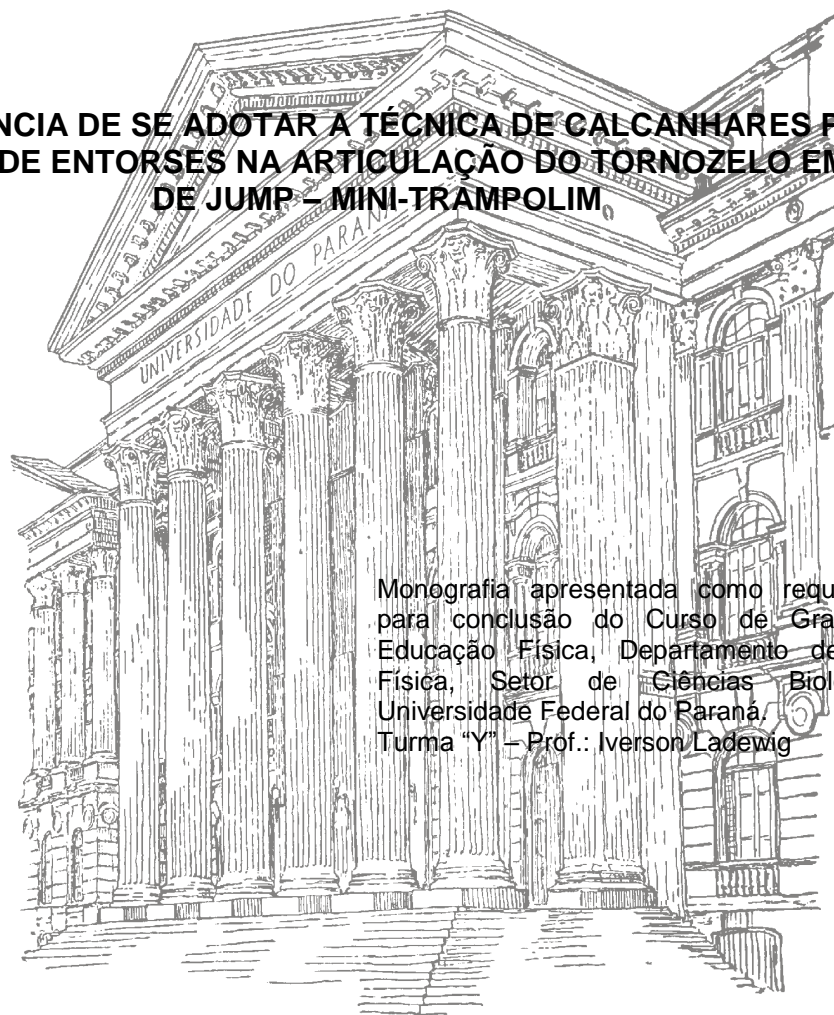 NCIA DE SE ADOTAR A TÉCNICA DE CALCANHARES P
DE ENTORSES NA ARTICULAÇÃO DO TORNOZELO EM
DE JUMP – MINI-TRAMPOLIM
UNIVERSIDADE DO PARANÁ
Monografia apresentada como requ
para conclusão do Curso de Gra
Educação Física, Departamento de
Física, Setor de Ciências Biol
Universidade Federal do Paraná.
Turma “Y” – Prof.: Iverson Ladewig